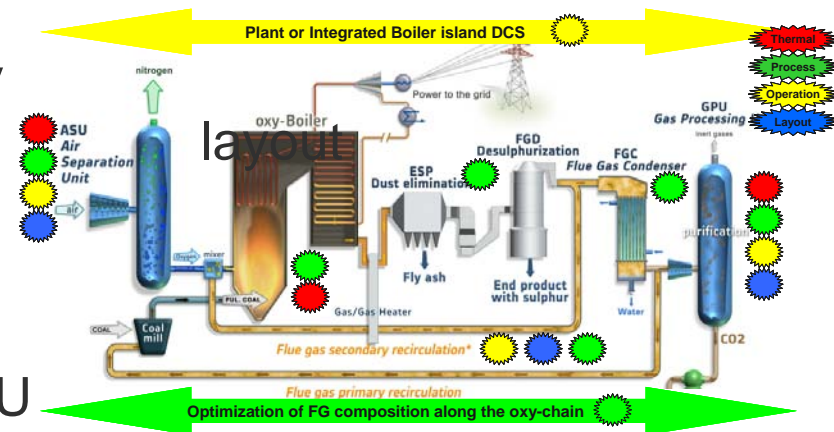 Plant or Integrated Boiler island DCS
Thermal
Process
Operation
Layout
nitrogen
Power to the grid
oxy-Boiler
layout
ASU
Air
Separation
Unit
air
GPU
Gas Processing
inert gases
FGD
Desulphurization
FGC
Flue Gas Condenser
ESP
Dust elimination
purification
Oxygen
mixer
Fly ash
End product
with sulphur
PUL. COAL
Gas/Gas Heater
Water
COAL
Coal
mill
Flue gas secondary recirculation*
CO2
Flue gas primary recirculation
U
Optimization of FG composition along the oxy-chain